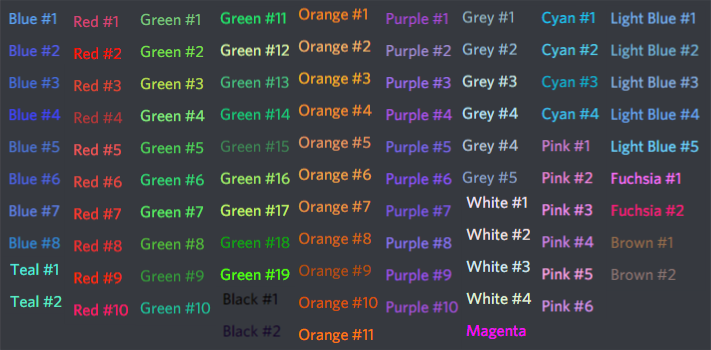 Blue #1
Blue #2
Blue #3
Blue #4
Blue #5
Blue #6
Blue #7
Blue #8
Teal #1
Teal #2
Red #1
Red #2
Red #3
Red #4
Red #5
Red #6
Red #7
Red #8
Red #9
Red #10
Green #1
Green #2
Green #3
Green #4
Green #5
Green #6
Green #7
Green #8
Green #9
Green #10
Green #11
Green #12
Green #13
Green #14
Green #15
Green #16
Green #17
Green #18
Green #19
Black #1
Black #2
Orange #1
Orange #2
Orange #3
Orange #4
Orange #5
Orange #6
Orange #7
Orange #8
Orange #9
Orange #10
Orange #11
Purple #1
Purple #2
Purple #3
Purple #4
Purple #5
Purple #6
Purple #7
Purple #8
Purple #9
Purple #10
Grey #1
Grey #2
Grey #3
Grey #4
Grey #4
Grey #5
White #1
White #2
White #3
White #4
Magenta
Cyan #1
Cyan #2
Cyan #3
Cyan #4
Pink #1
Pink #2
Pink #3
Pink #4
Pink #5
Pink #6
Light Blue #1
Light Blue #2
Light Blue #3
Light Blue #4
Light Blue #5
Fuchsia #1
Fuchsia #2
Brown #1
Brown #2